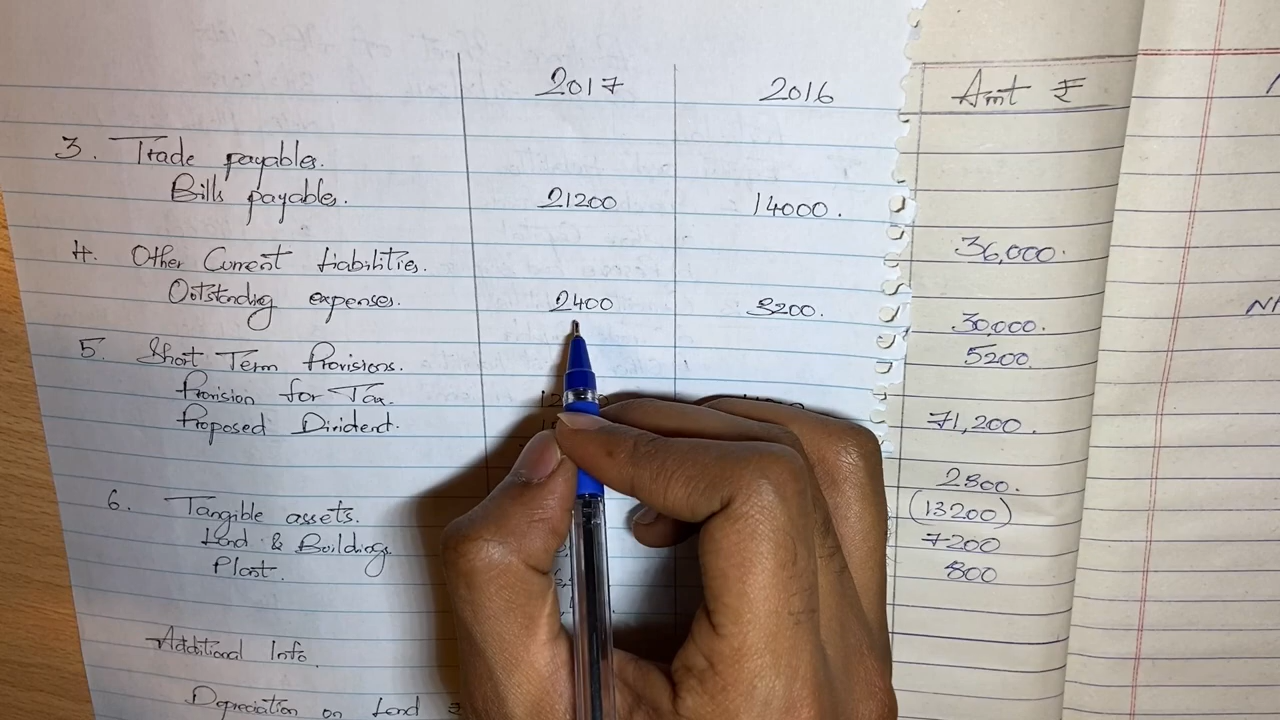 2017 2016
3. Trade payables.
Bills payables. 21200 14000.
4. Other Current Liabilities.
Outstanding expenses. 2400 3200.
5. Short Term Provisions.
Provision for Tax.
Proposed Divident.
6. Tangible assets.
Land & Buildings
Plant.
Additional Info.
Depreciation on Land
Amt ₹
36,000.
30,000.
5200.
71,200.
2800.
(13200)
7200
800